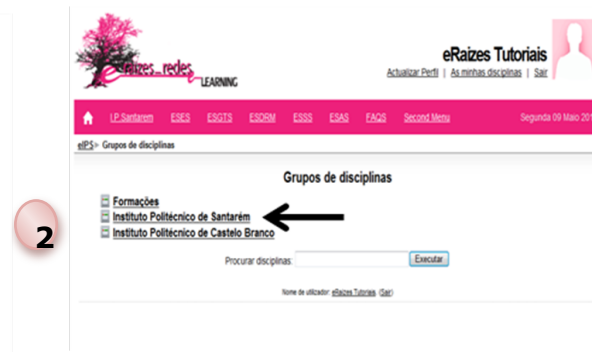 eRaizes Tutoriais
eraizes_redes
LEARNING
Actualizar Perfil | As minhas disciplinas | Sair
I.P.Santarem ESES ESGTS ESDRM ESSS ESAS FAQS Second Menu Segunda 09 Maio 201
eIPS> Grupos de disciplinas
Grupos de disciplinas
Formações
Instituto Politécnico de Santarém
Instituto Politécnico de Castelo Branco
2
Procurar disciplinas: Executar
Nome de utilizador: eRaizes Tutoriais. (Sair)